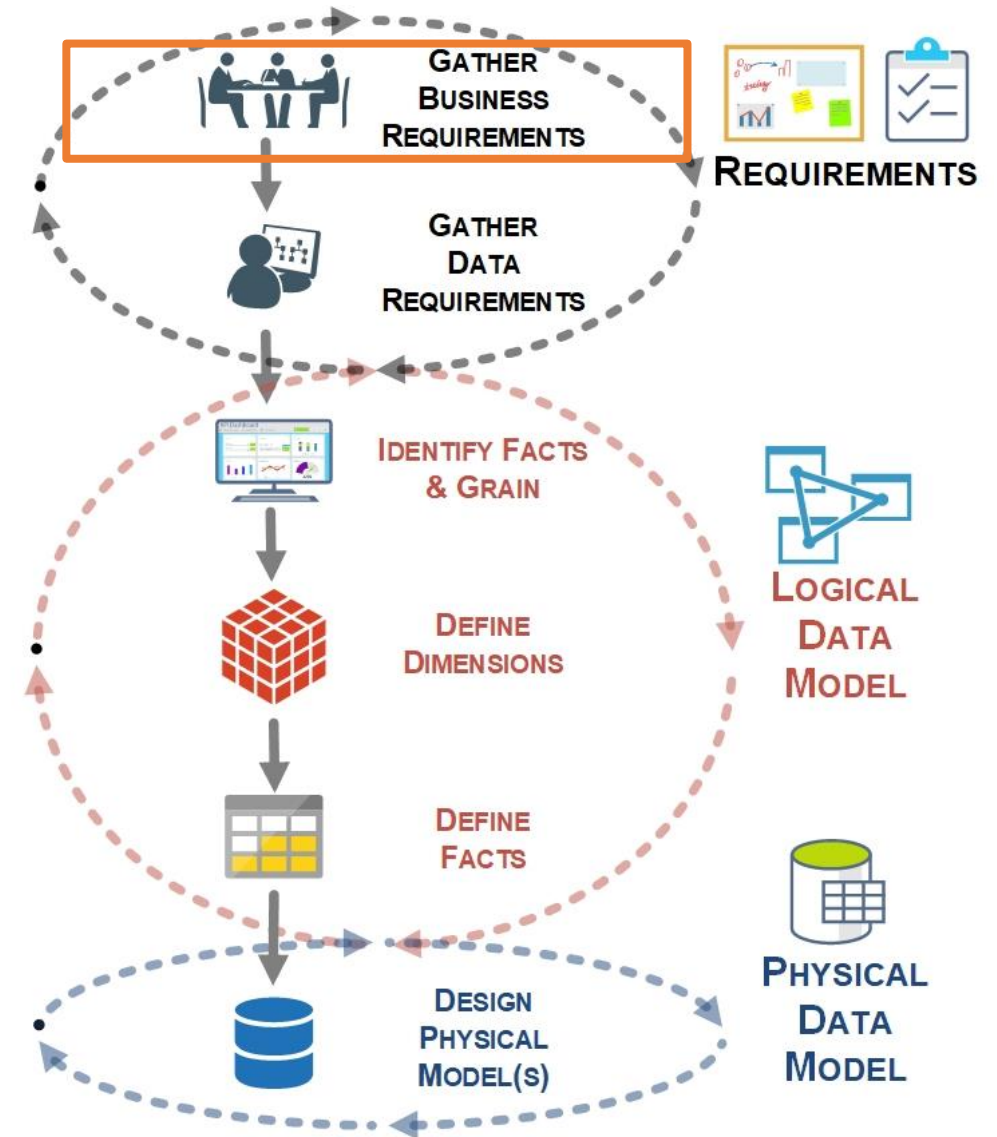 GATHER
BUSINESS
REQUIREMENTS
REQUIREMENTS
GATHER
DATA
REQUIREMENTS
IDENTIFY FACTS
& GRAIN
LOGICAL
DATA
MODEL
DEFINE
DIMENSIONS
DEFINE
FACTS
PHYSICAL
DATA
MODEL
DESIGN
PHYSICAL
MODEL(S)